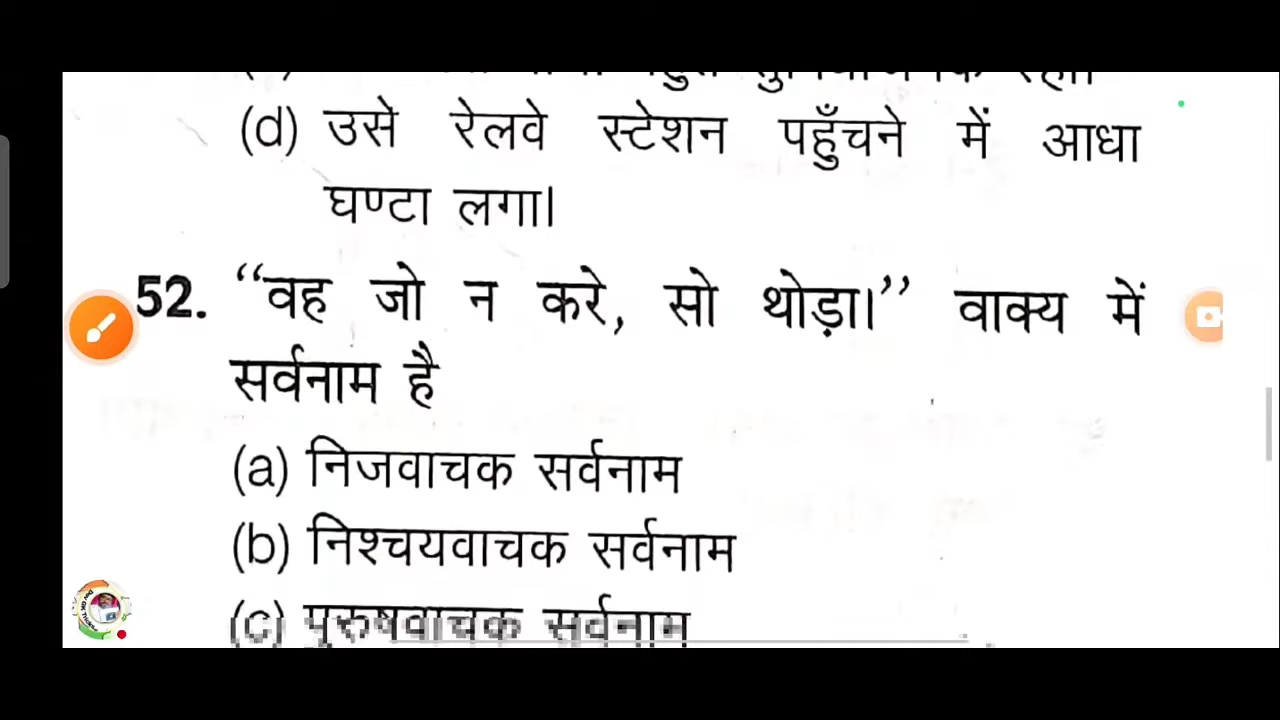 (d) उसे रेलवे स्टेशन पहुँचने में आधा
घण्टा लगा।
52. “वह जो न करे, सो थोड़ा।” वाक्य में
सर्वनाम है
(a) निजवाचक सर्वनाम
(b) निश्चयवाचक सर्वनाम
(c) पुरुषवाचक सर्वनाम